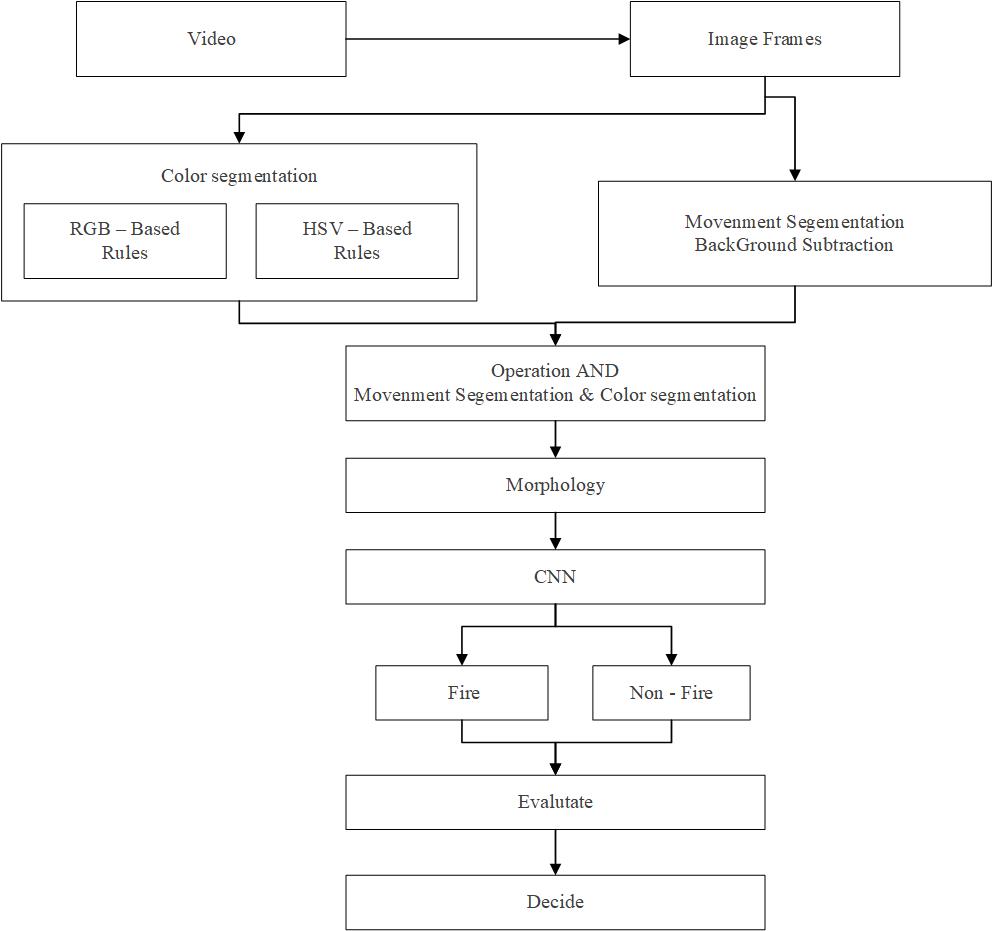 Video
Image Frames
Color segmentation
RGB – Based
Rules
HSV – Based
Rules
Movenment Segementation
BackGround Subtraction
Operation AND
Movenment Segementation & Color segmentation
Morphology
CNN
Fire
Non - Fire
Evalutate
Decide